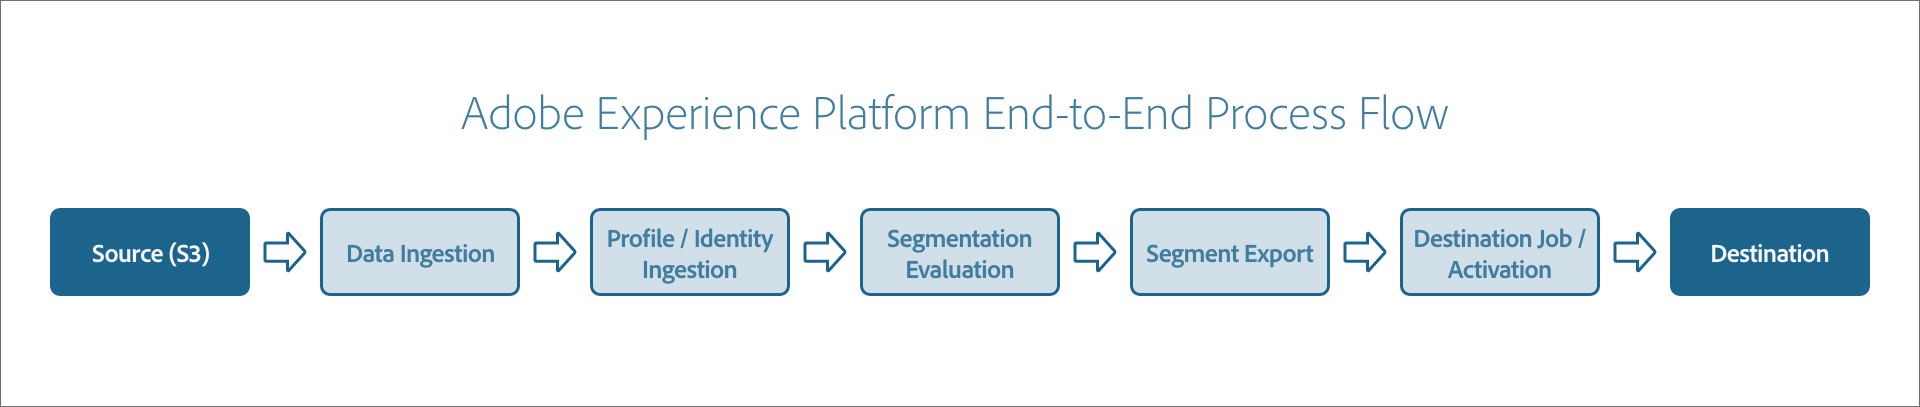 Adobe Experience Platform End-to-End Process Flow
Source (S3)
Data Ingestion
Profile / Identity
Ingestion
Segmentation
Evaluation
Segment Export
Destination Job /
Activation
Destination